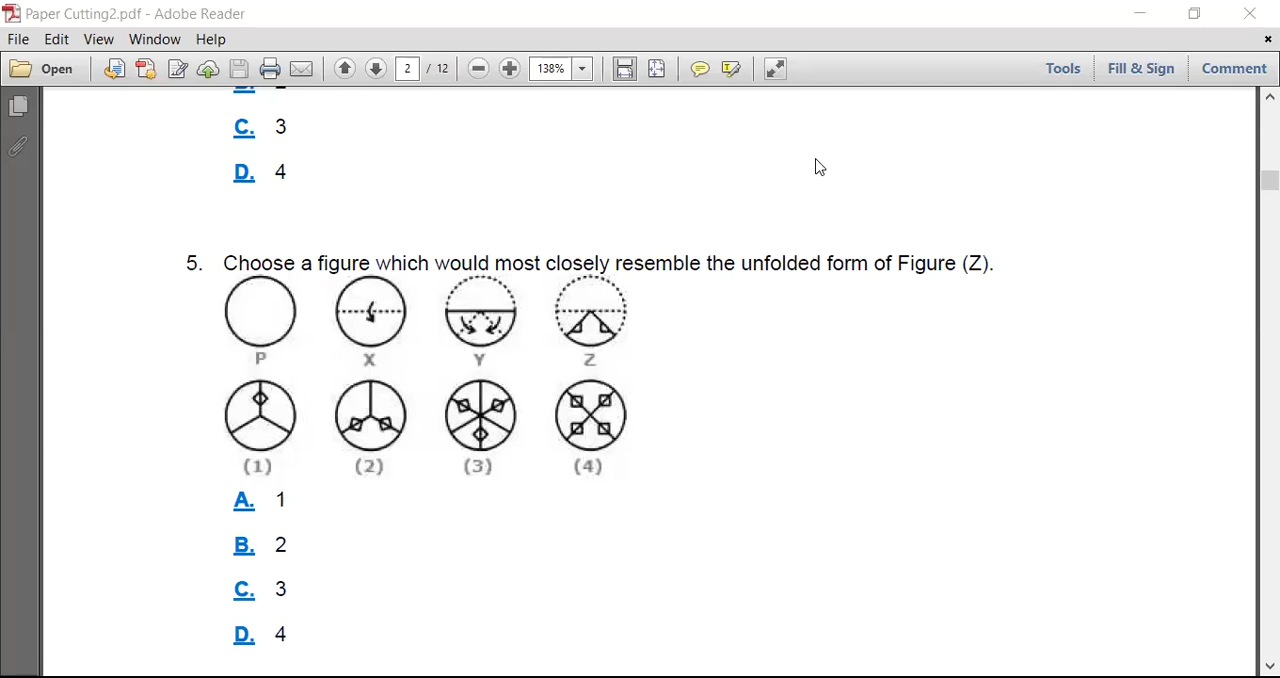 Paper Cutting2.pdf - Adobe Reader
File Edit View Window Help
Open 2 / 12 138% Tools Fill & Sign Comment
C. 3
D. 4
5. Choose a figure which would most closely resemble the unfolded form of Figure (Z).
P X Y Z
(1) (2) (3) (4)
A. 1
B. 2
C. 3
D. 4